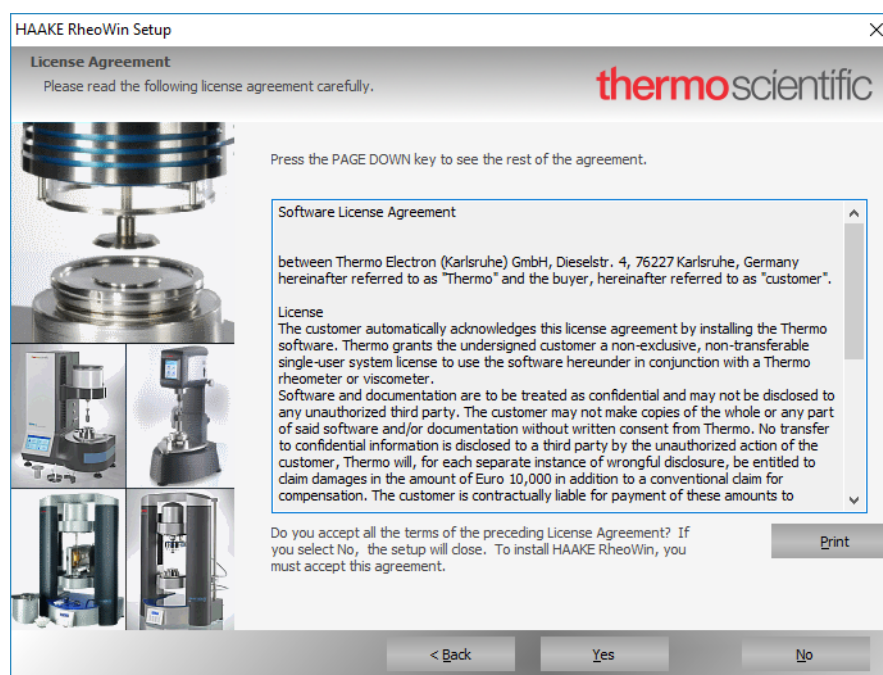 HAAKE RheoWin Setup
License Agreement
Please read the following license agreement carefully.
thermoscientific
Press the PAGE DOWN key to see the rest of the agreement.
Software License Agreement
between Thermo Electron (Karlsruhe) GmbH, Dieselstr. 4, 76227 Karlsruhe, Germany
hereinafter referred to as "Thermo" and the buyer, hereinafter referred to as "customer".
License
The customer automatically acknowledges this license agreement by installing the Thermo
software. Thermo grants the undersigned customer a non-exclusive, non-transferable
single-user system license to use the software hereunder in conjunction with a Thermo
rheometer or viscometer.
Software and documentation are to be treated as confidential and may not be disclosed to
any unauthorized third party. The customer may not make copies of the whole or any part
of said software and/or documentation without written consent from Thermo. No transfer
to confidential information is disclosed to a third party by the unauthorized action of the
customer, Thermo will, for each separate instance of wrongful disclosure, be entitled to
claim damages in the amount of Euro 10,000 in addition to a conventional claim for
compensation. The customer is contractually liable for payment of these amounts to
Do you accept all the terms of the preceding License Agreement? If
you select No, the setup will close. To install HAAKE RheoWin, you
must accept this agreement.
Print
< Back
Yes
No